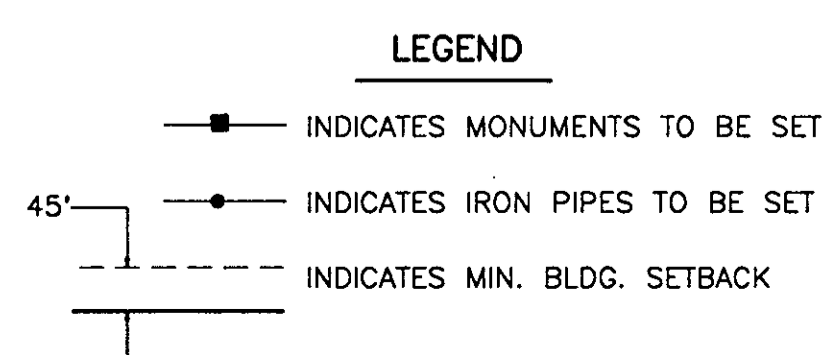 LEGEND
INDICATES MONUMENTS TO BE SET
45' INDICATES IRON PIPES TO BE SET
INDICATES MIN. BLDG. SETBACK